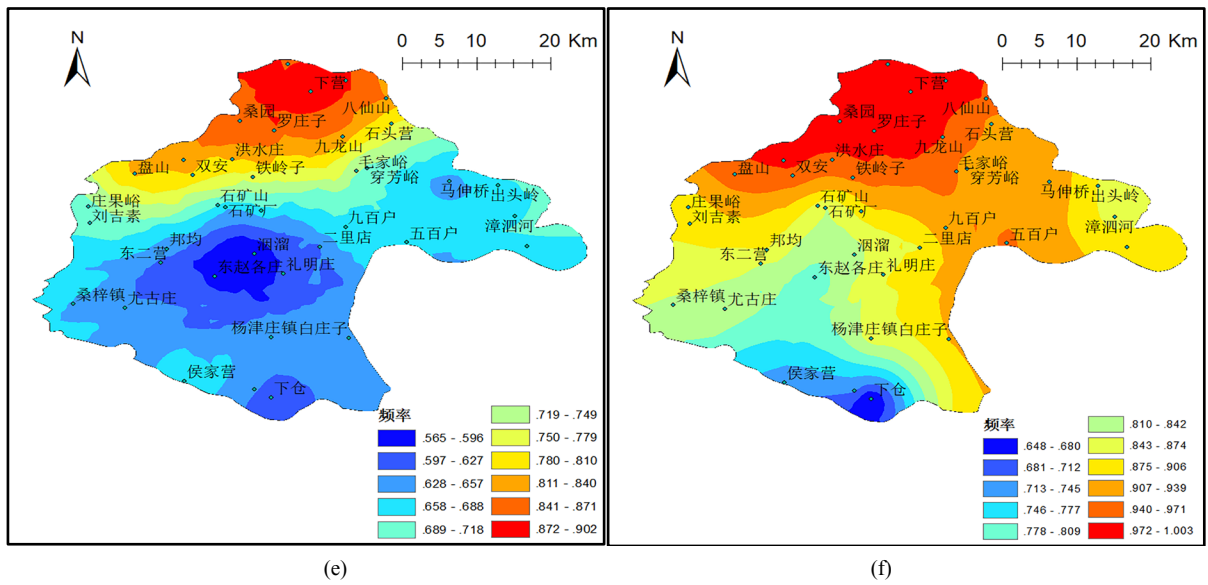 N
0 5 10 20 Km
下营
八仙山
桑园
罗庄子
石头营
九龙山
洪水庄
盘山
双安
铁岭子
毛家峪
穿芳峪
马伸桥
出头岭
庄果峪
刘吉素
石矿山
石矿厂
九百户
漳泗河
邦均
洇溜
二里店
五百户
东二营
东赵各庄
礼明庄
桑梓镇
尤古庄
杨津庄镇
白庄子
侯家营
下仓
频率
.565 - .596
.597 - .627
.628 - .657
.658 - .688
.689 - .718
.719 - .749
.750 - .779
.780 - .810
.811 - .840
.841 - .871
.872 - .902
(e)
N
0 5 10 20 Km
下营
八仙山
桑园
罗庄子
石头营
九龙山
洪水庄
盘山
双安
铁岭子
毛家峪
穿芳峪
马伸桥
出头岭
庄果峪
刘吉素
石矿山
石矿厂
九百户
漳泗河
邦均
洇溜
二里店
五百户
东二营
东赵各庄
礼明庄
桑梓镇
尤古庄
杨津庄镇
白庄子
侯家营
下仓
频率
.648 - .680
.681 - .712
.713 - .745
.746 - .777
.778 - .809
.810 - .842
.843 - .874
.875 - .906
.907 - .939
.940 - .971
.972 - 1.003
(f)